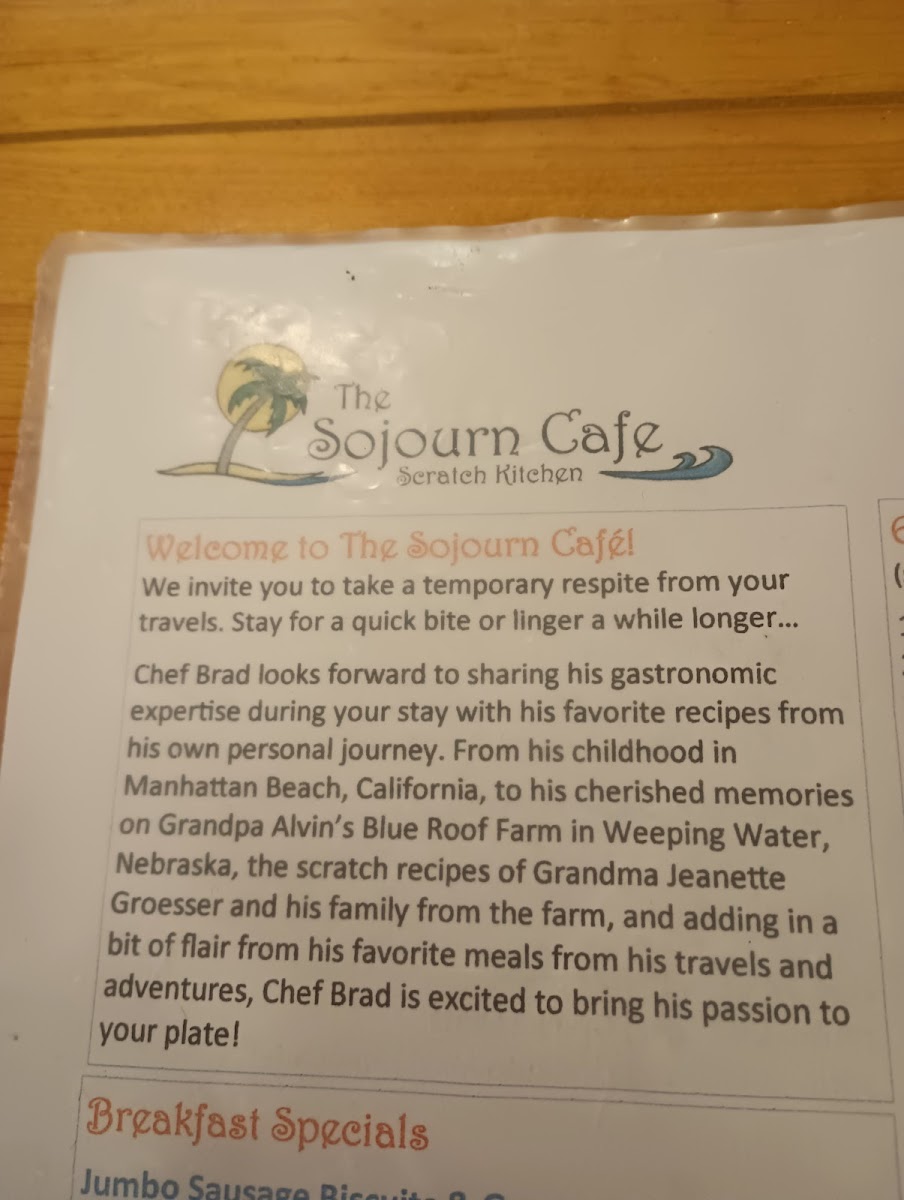 The
Sojourn Cafe
Scratch Kitchen
Welcome to The Sojourn Café!
We invite you to take a temporary respite from your
travels. Stay for a quick bite or linger a while longer...
Chef Brad looks forward to sharing his gastronomic
expertise during your stay with his favorite recipes from
his own personal journey. From his childhood in
Manhattan Beach, California, to his cherished memories
on Grandpa Alvin's Blue Roof Farm in Weeping Water,
Nebraska, the scratch recipes of Grandma Jeanette
Groesser and his family from the farm, and adding in a
bit of flair from his favorite meals from his travels and
adventures, Chef Brad is excited to bring his passion to
your plate!
Breakfast Specials
Jumbo Sausage Biscuits &